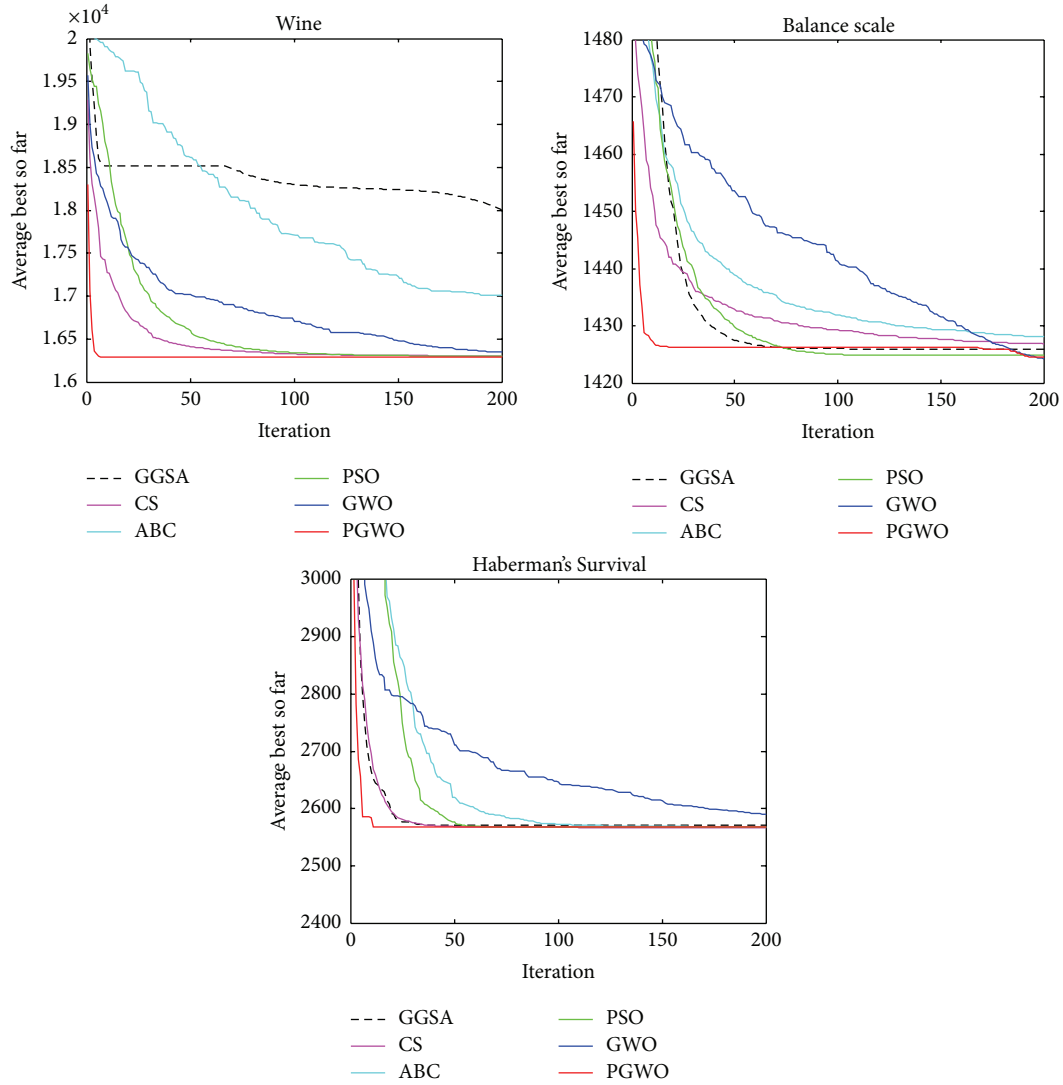 Wine
×10⁴
2
1.95
1.9
1.85
1.8
1.75
1.7
1.65
1.6
Average best so far
0 50 100 150 200
Iteration
GGSA PSO
CS GWO
ABC PGWO
Balance scale
1480
1470
1460
1450
1440
1430
1420
Average best so far
0 50 100 150 200
Iteration
GGSA PSO
CS GWO
ABC PGWO
Haberman's Survival
3000
2900
2800
2700
2600
2500
2400
Average best so far
0 50 100 150 200
Iteration
GGSA PSO
CS GWO
ABC PGWO